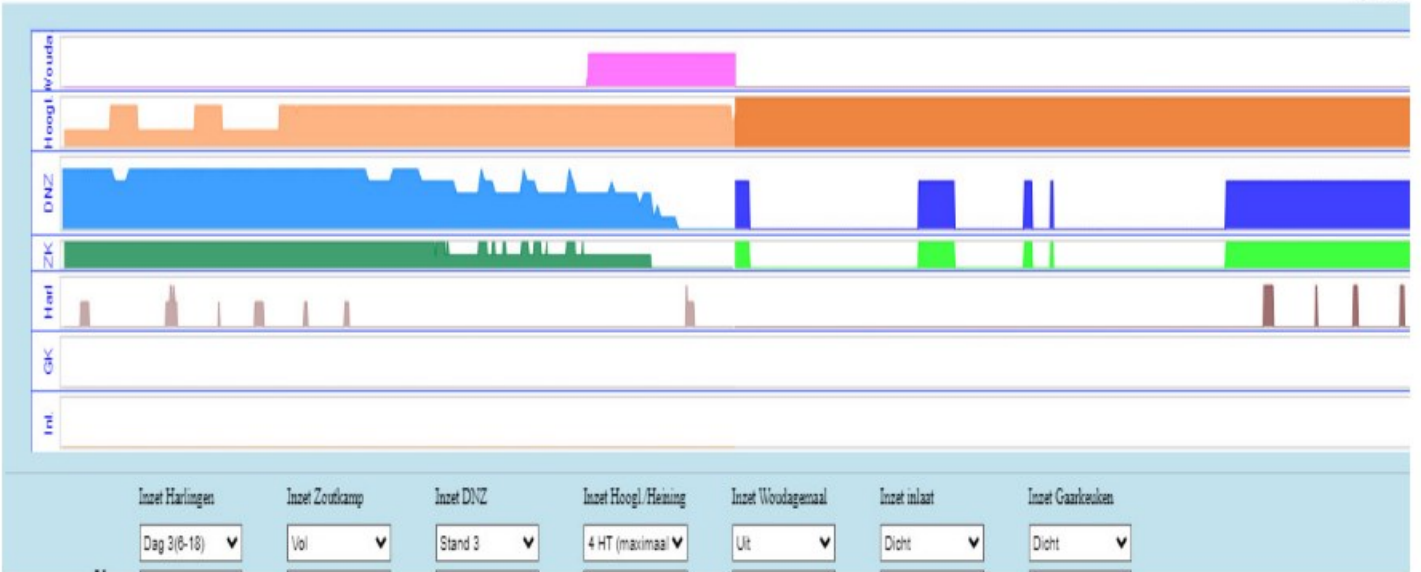 Wouda
Hoogl.
DNZ
ZK
Harl
GK
Inl.
Inzet Harlingen Inzet Zoutkamp Inzet DNZ Inzet Hoogl./Heining Inzet Woudagemaal Inzet inlaat Inzet Gaarkeuken
Dag 3(6-18) Vol Stand 3 4 HT (maximaal Uit Dicht Dicht